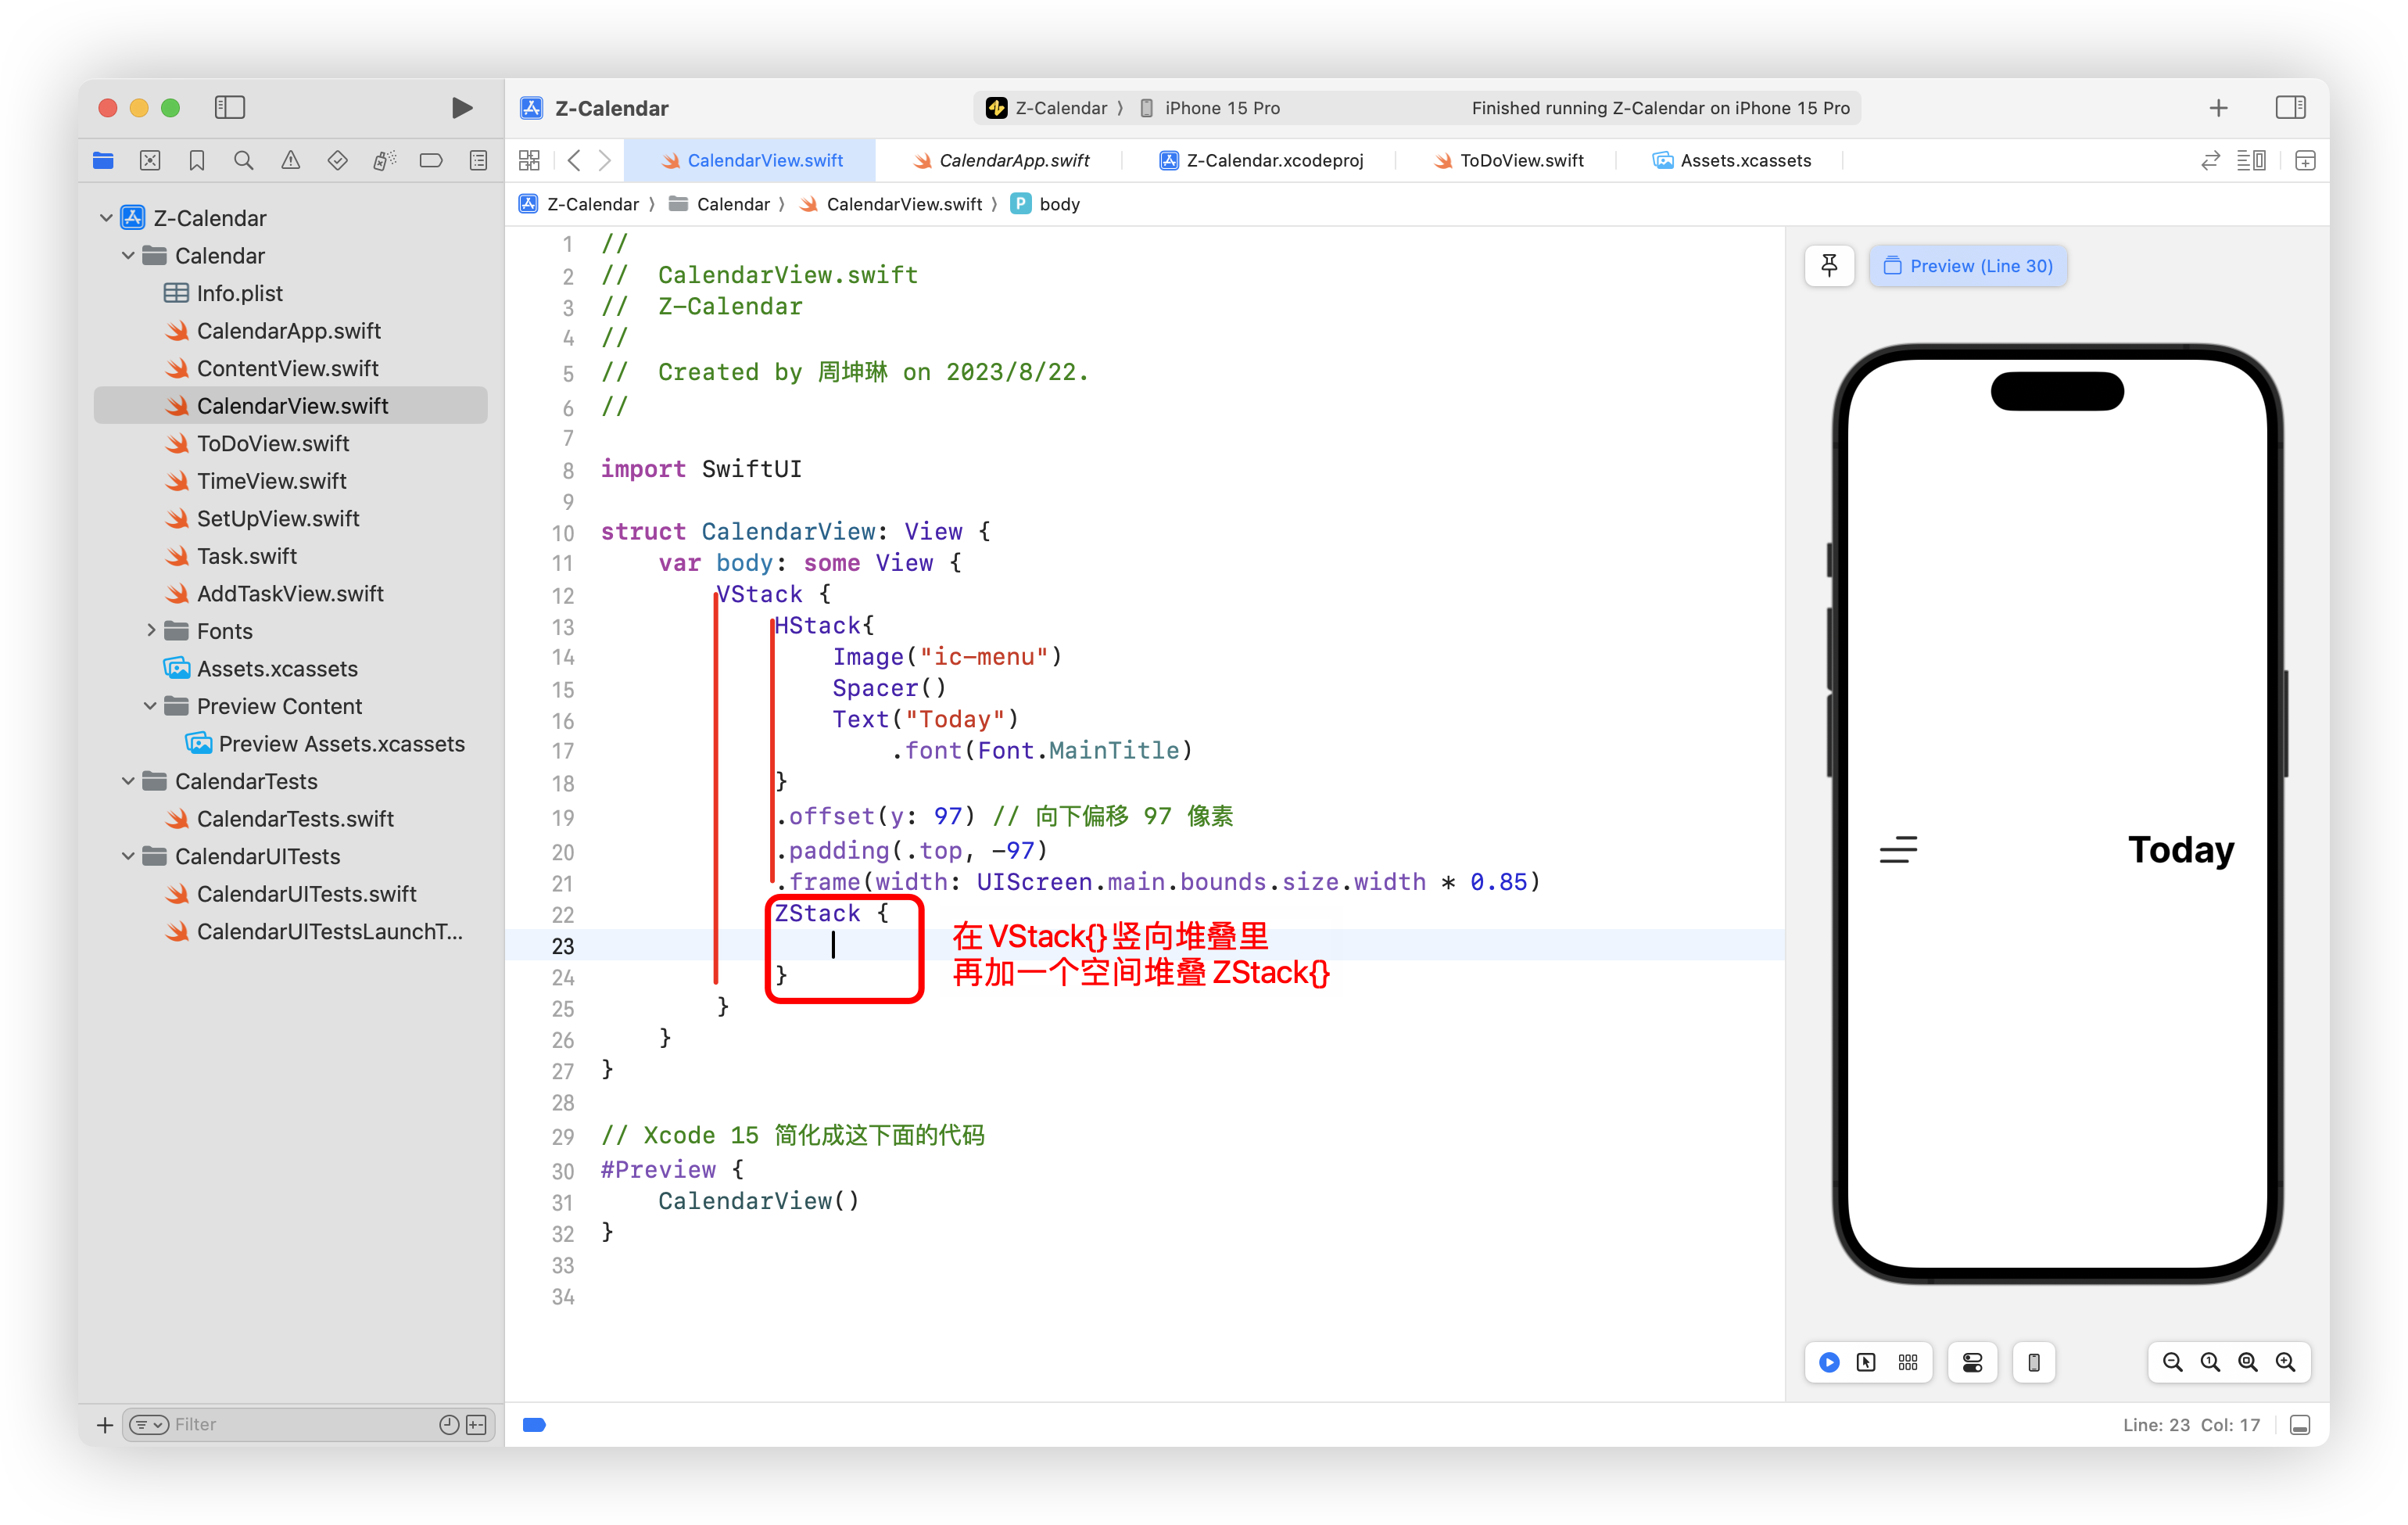 Z-Calendar
Z-Calendar 〉 iPhone 15 Pro
Finished running Z-Calendar on iPhone 15 Pro
CalendarView.swift
CalendarApp.swift
Z-Calendar.xcodeproj
ToDoView.swift
Assets.xcassets
Z-Calendar 〉 Calendar 〉 CalendarView.swift 〉 P body
Z-Calendar
Calendar
Info.plist
CalendarApp.swift
ContentView.swift
CalendarView.swift
ToDoView.swift
TimeView.swift
SetUpView.swift
Task.swift
AddTaskView.swift
Fonts
Assets.xcassets
Preview Content
Preview Assets.xcassets
CalendarTests
CalendarTests.swift
CalendarUITests
CalendarUITests.swift
CalendarUITestsLaunchT...
Filter
1 //
2 // CalendarView.swift
3 // Z-Calendar
4 //
5 // Created by 周坤琳 on 2023/8/22.
6 //
7
8 import SwiftUI
9
10 struct CalendarView: View {
11 var body: some View {
12 VStack {
13 HStack{
14 Image("ic-menu")
15 Spacer()
16 Text("Today")
17 .font(Font.MainTitle)
18 }
19 .offset(y: 97) // 向下偏移 97 像素
20 .padding(.top, -97)
21 .frame(width: UIScreen.main.bounds.size.width * 0.85)
22 ZStack {
23
24 }
25 }
26 }
27 }
28
29 // Xcode 15 简化成这下面的代码
30 #Preview {
31 CalendarView()
32 }
33
34
在 VStack{} 竖向堆叠里
再加一个空间堆叠 ZStack{}
Preview (Line 30)
Today
Line: 23 Col: 17